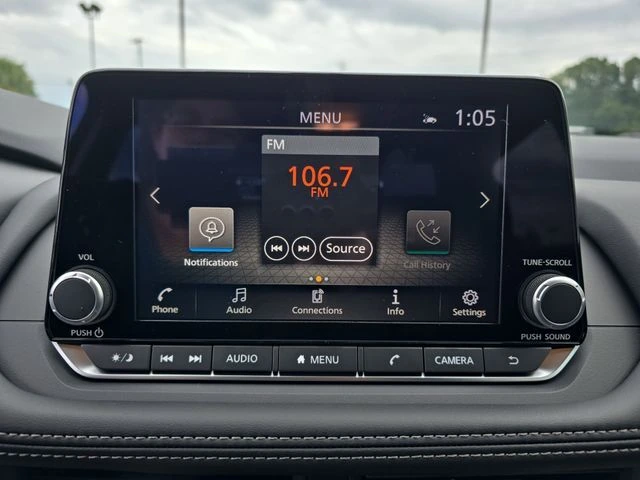 MENU
1:05
FM
106.7
FM
Source
Notifications
Call History
VOL
TUNE-SCROLL
Phone
Audio
Connections
Info
Settings
PUSH
PUSH SOUND
AUDIO
MENU
CAMERA